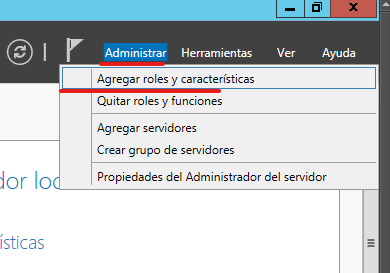 Administrar Herramientas Ver Ayuda
Agregar roles y características
Quitar roles y funciones
Agregar servidores
Crear grupo de servidores
Propiedades del Administrador del servidor
dor loc
ísticas